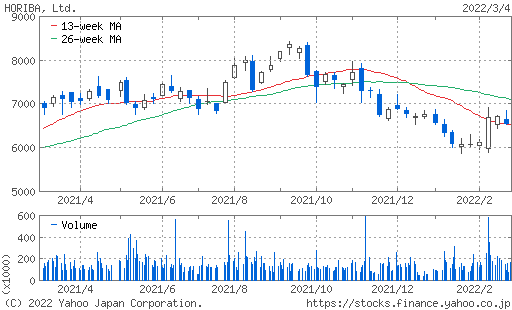 HORIBA, Ltd. 2022/3/4
9000
13-week MA
26-week MA
8000
7000
6000
5000
2021/4 2021/6 2021/8 2021/10 2021/12 2022/2
600
Volume
400
200
0
(x1000)
2021/4 2021/6 2021/8 2021/10 2021/12 2022/2
(C) 2022 Yahoo Japan Corporation. https://stocks.finance.yahoo.co.jp/